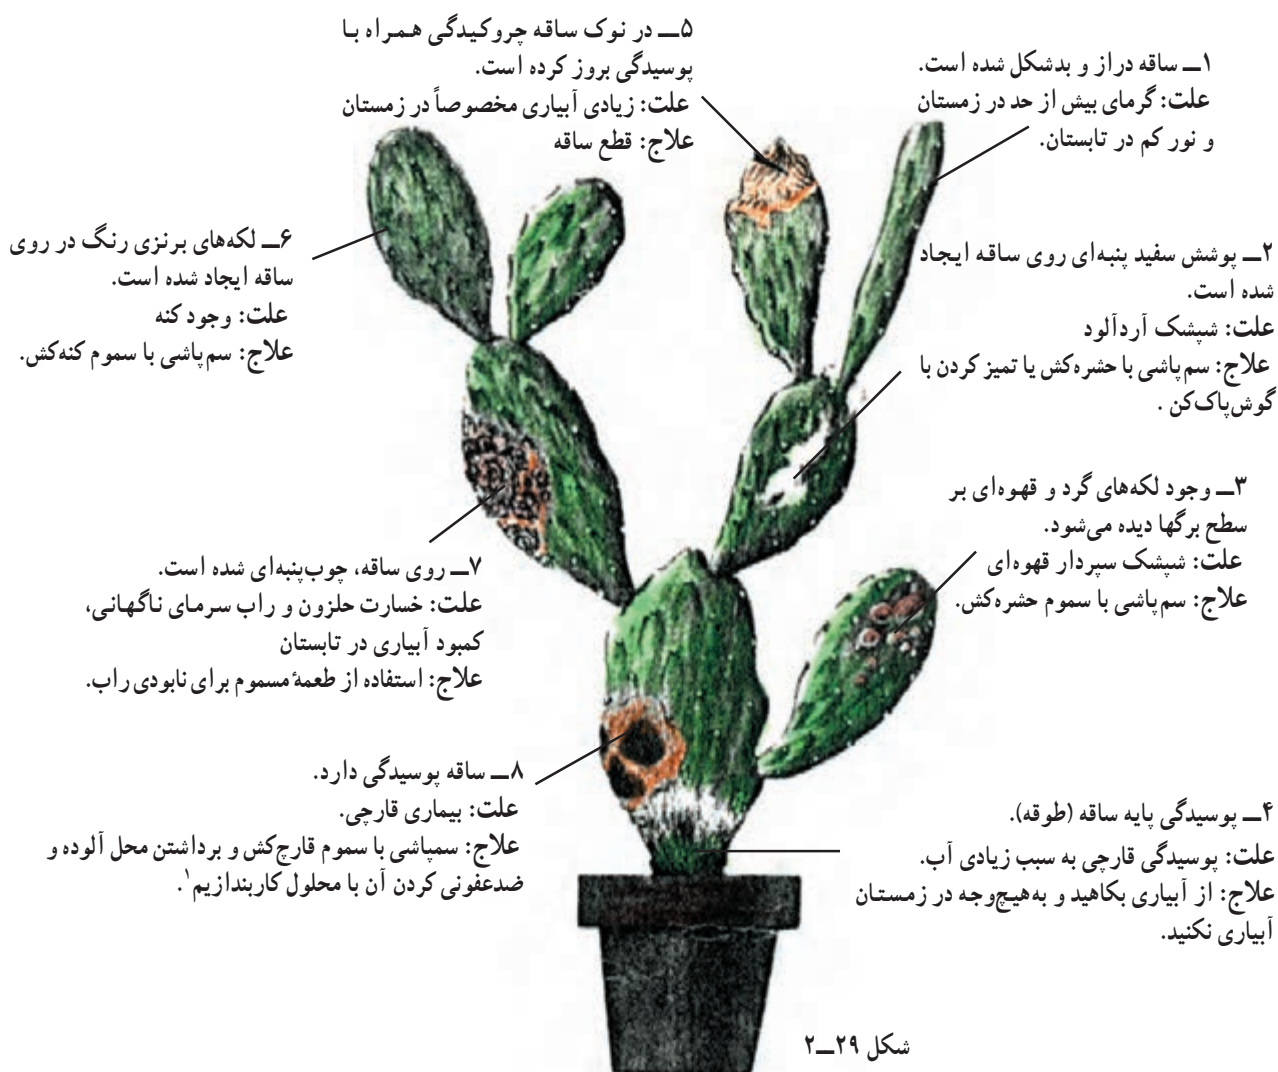 ۱ــ ساقه دراز و بدشکل شده است.
علت: گرمای بیش از حد در زمستان
و نور کم در تابستان.
۲ــ پوشش سفید پنبه‌ای روی ساقه ایجاد
شده است.
علت: شپشک آردآلود
علاج: سم‌پاشی با حشره‌کش یا تمیز کردن با
گوش‌پاک‌کن .
۳ــ وجود لکه‌های گرد و قهوه‌ای بر
سطح برگها دیده می‌شود.
علت: شپشک سپردار قهوه‌ای
علاج: سم‌پاشی با سموم حشره‌کش.
۴ــ پوسیدگی پایه ساقه (طوقه).
علت: پوسیدگی قارچی به سبب زیادی آب.
علاج: از آبیاری بکاهید و به‌هیچ‌وجه در زمستان
آبیاری نکنید.
۵ــ در نوک ساقه چروکیدگی همراه با
پوسیدگی بروز کرده است.
علت: زیادی آبیاری مخصوصاً در زمستان
علاج: قطع ساقه
۶ــ لکه‌های برنزی رنگ در روی
ساقه ایجاد شده است.
علت: وجود کنه
علاج: سم‌پاشی با سموم کنه‌کش.
۷ــ روی ساقه، چوب‌پنبه‌ای شده است.
علت: خسارت حلزون و راب سرمای ناگهانی،
کمبود آبیاری در تابستان
علاج: استفاده از طعمهٔ مسموم برای نابودی راب.
۸ــ ساقه پوسیدگی دارد.
علت: بیماری قارچی.
علاج: سمپاشی با سموم قارچ‌کش و برداشتن محل آلوده و
ضدعفونی کردن آن با محلول کاربندازیم۱.
شکل ۲۹ــ۲